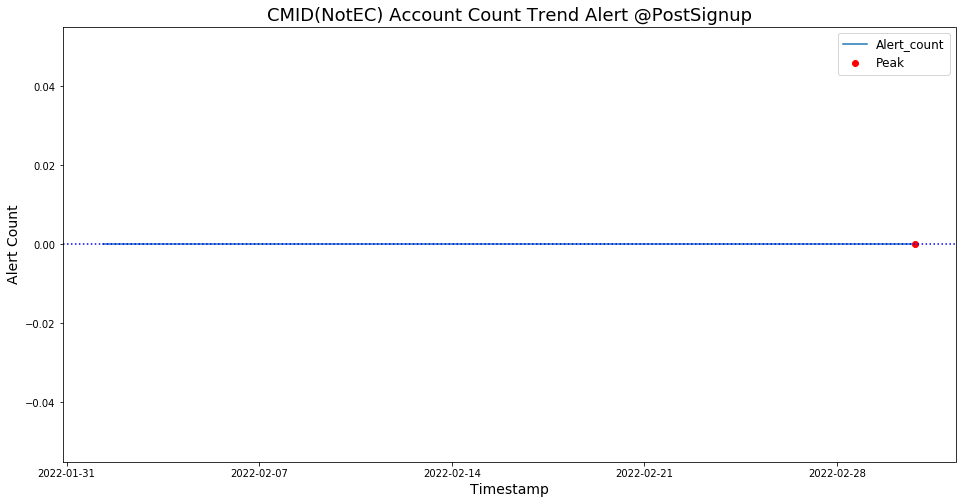 CMID(NotEC) Account Count Trend Alert @PostSignup
Alert_count
Peak
Alert Count
0.04
0.02
0.00
−0.02
−0.04
2022-01-31
2022-02-07
2022-02-14
2022-02-21
2022-02-28
Timestamp